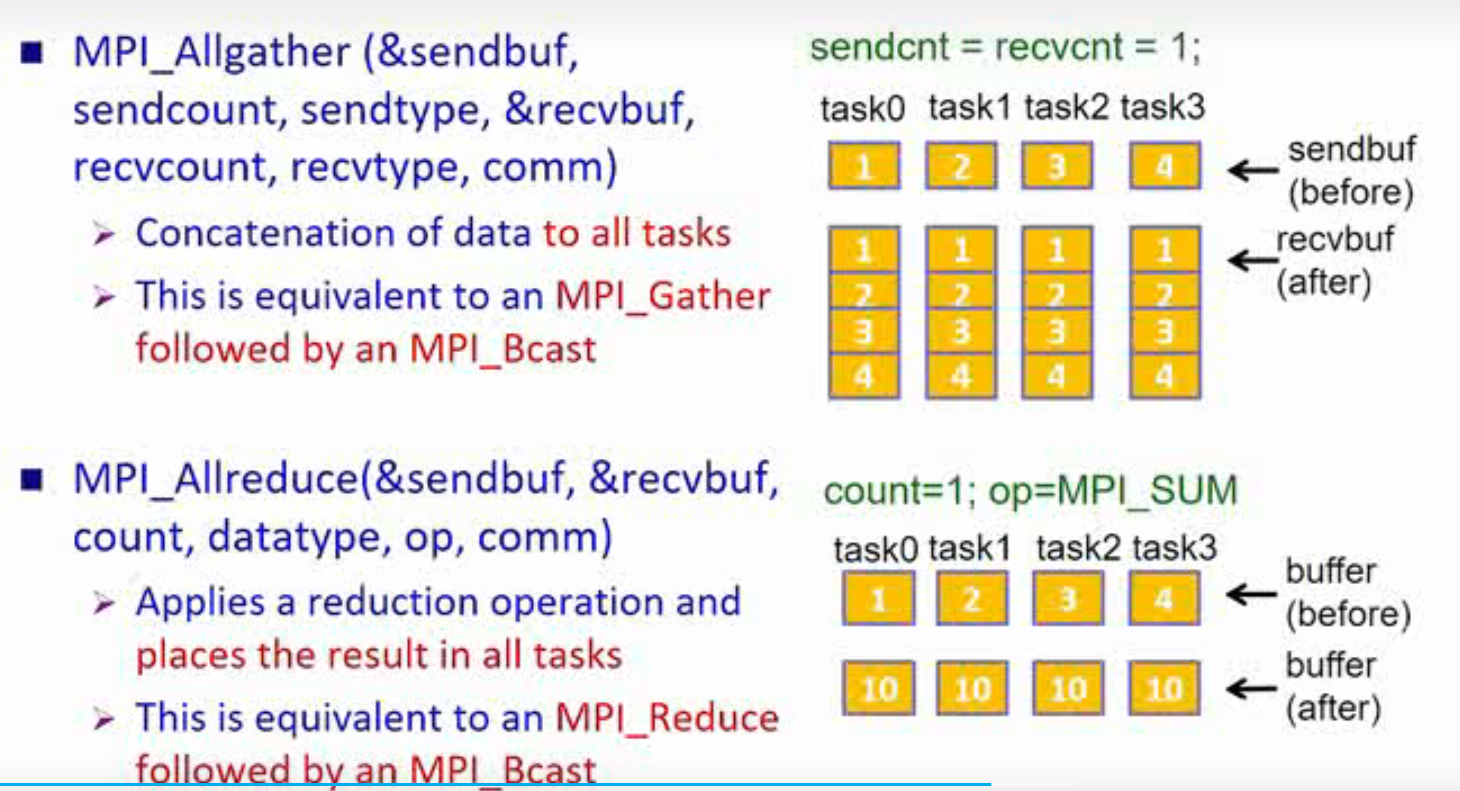 MPI_Allgather (&sendbuf,
sendcount, sendtype, &recvbuf,
recvcount, recvtype, comm)
Concatenation of data to all tasks
This is equivalent to an MPI_Gather
followed by an MPI_Bcast
sendcnt = recvcnt = 1;
task0 task1 task2 task3
1 2 3 4
sendbuf
(before)
1 1 1 1
2 2 2 2
3 3 3 3
4 4 4 4
recvbuf
(after)
MPI_Allreduce(&sendbuf, &recvbuf,
count, datatype, op, comm)
Applies a reduction operation and
places the result in all tasks
This is equivalent to an MPI_Reduce
followed by an MPI_Bcast
count=1; op=MPI_SUM
task0 task1 task2 task3
1 2 3 4
buffer
(before)
10 10 10 10
buffer
(after)